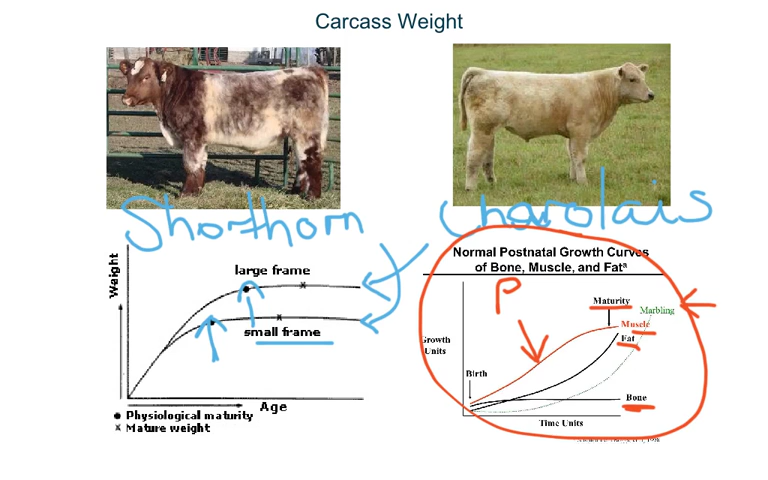 Carcass Weight
Shorthorn
Charolais
Weight
large frame
small frame
Age
Physiological maturity
Mature weight
Normal Postnatal Growth Curves
of Bone, Muscle, and Fatª
P
Maturity
Marbling
Muscle
Fat
Growth
Units
Birth
Bone
Time Units